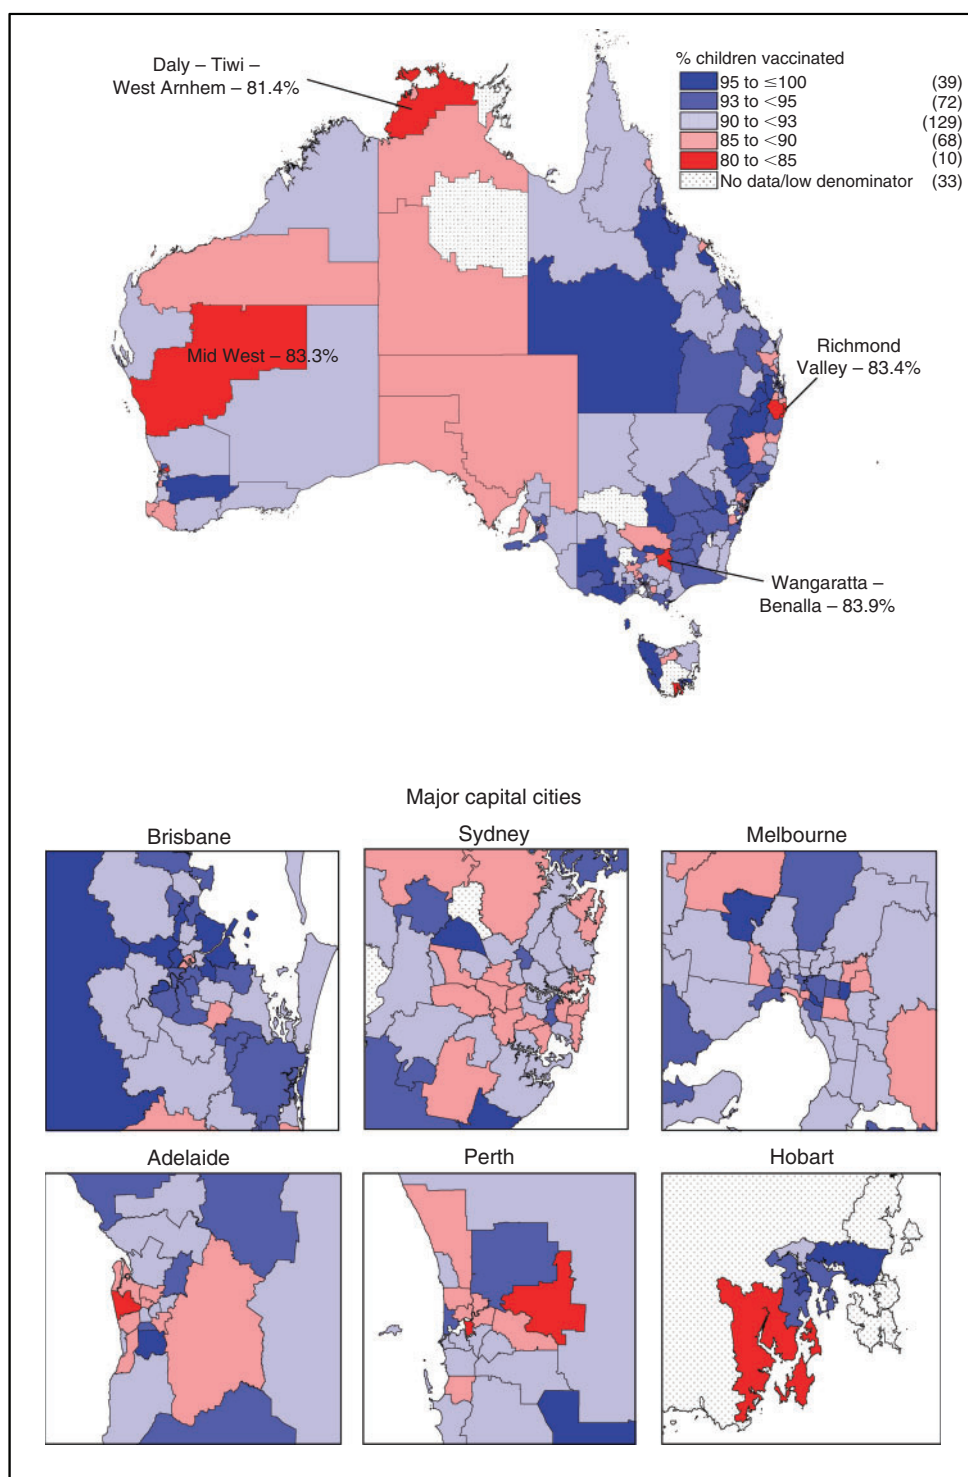 Daly – Tiwi –
West Arnhem – 81.4%
% children vaccinated
95 to ≤100 (39)
93 to <95 (72)
90 to <93 (129)
85 to <90 (68)
80 to <85 (10)
No data/low denominator (33)
Mid West – 83.3%
Richmond
Valley – 83.4%
Wangaratta –
Benalla – 83.9%
Major capital cities
Brisbane
Sydney
Melbourne
Adelaide
Perth
Hobart